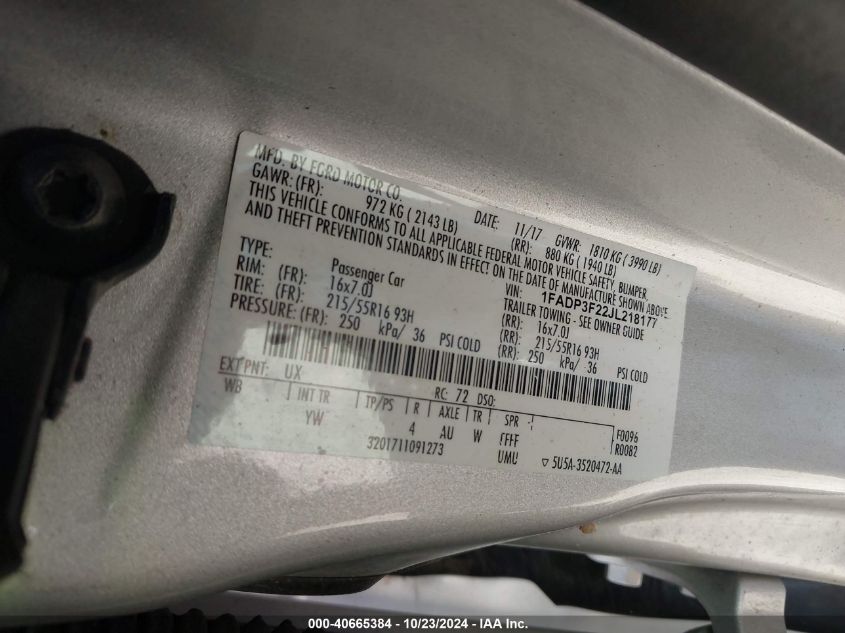 MFD. BY FORD MOTOR CO.
DATE: 11/17 GVWR: 1810 KG ( 3990 LB)
GAWR: (FR): 972 KG ( 2143 LB) (RR): 880 KG ( 1940 LB)
THIS VEHICLE CONFORMS TO ALL APPLICABLE FEDERAL MOTOR VEHICLE SAFETY, BUMPER,
AND THEFT PREVENTION STANDARDS IN EFFECT ON THE DATE OF MANUFACTURE SHOWN ABOVE.
VIN: 1FADP3F22JL218177
TYPE: Passenger Car TRAILER TOWING - SEE OWNER GUIDE
RIM: (FR): 16x7.0J (RR): 16x7.0J
TIRE: (FR): 215/55R16 93H (RR): 215/55R16 93H
PRESSURE: (FR): 250 kPa/ 36 PSI COLD (RR): 250 kPa/ 36 PSI COLD
EXT PNT: UX RC: 72 DSO:
WB INT TR TP/PS R AXLE TR SPR F0096
YW 4 AU W FFFF R0082
3201711091273 UMU ▽ 5U5A-3520472-AA
000-40665384 - 10/23/2024 - IAA Inc.